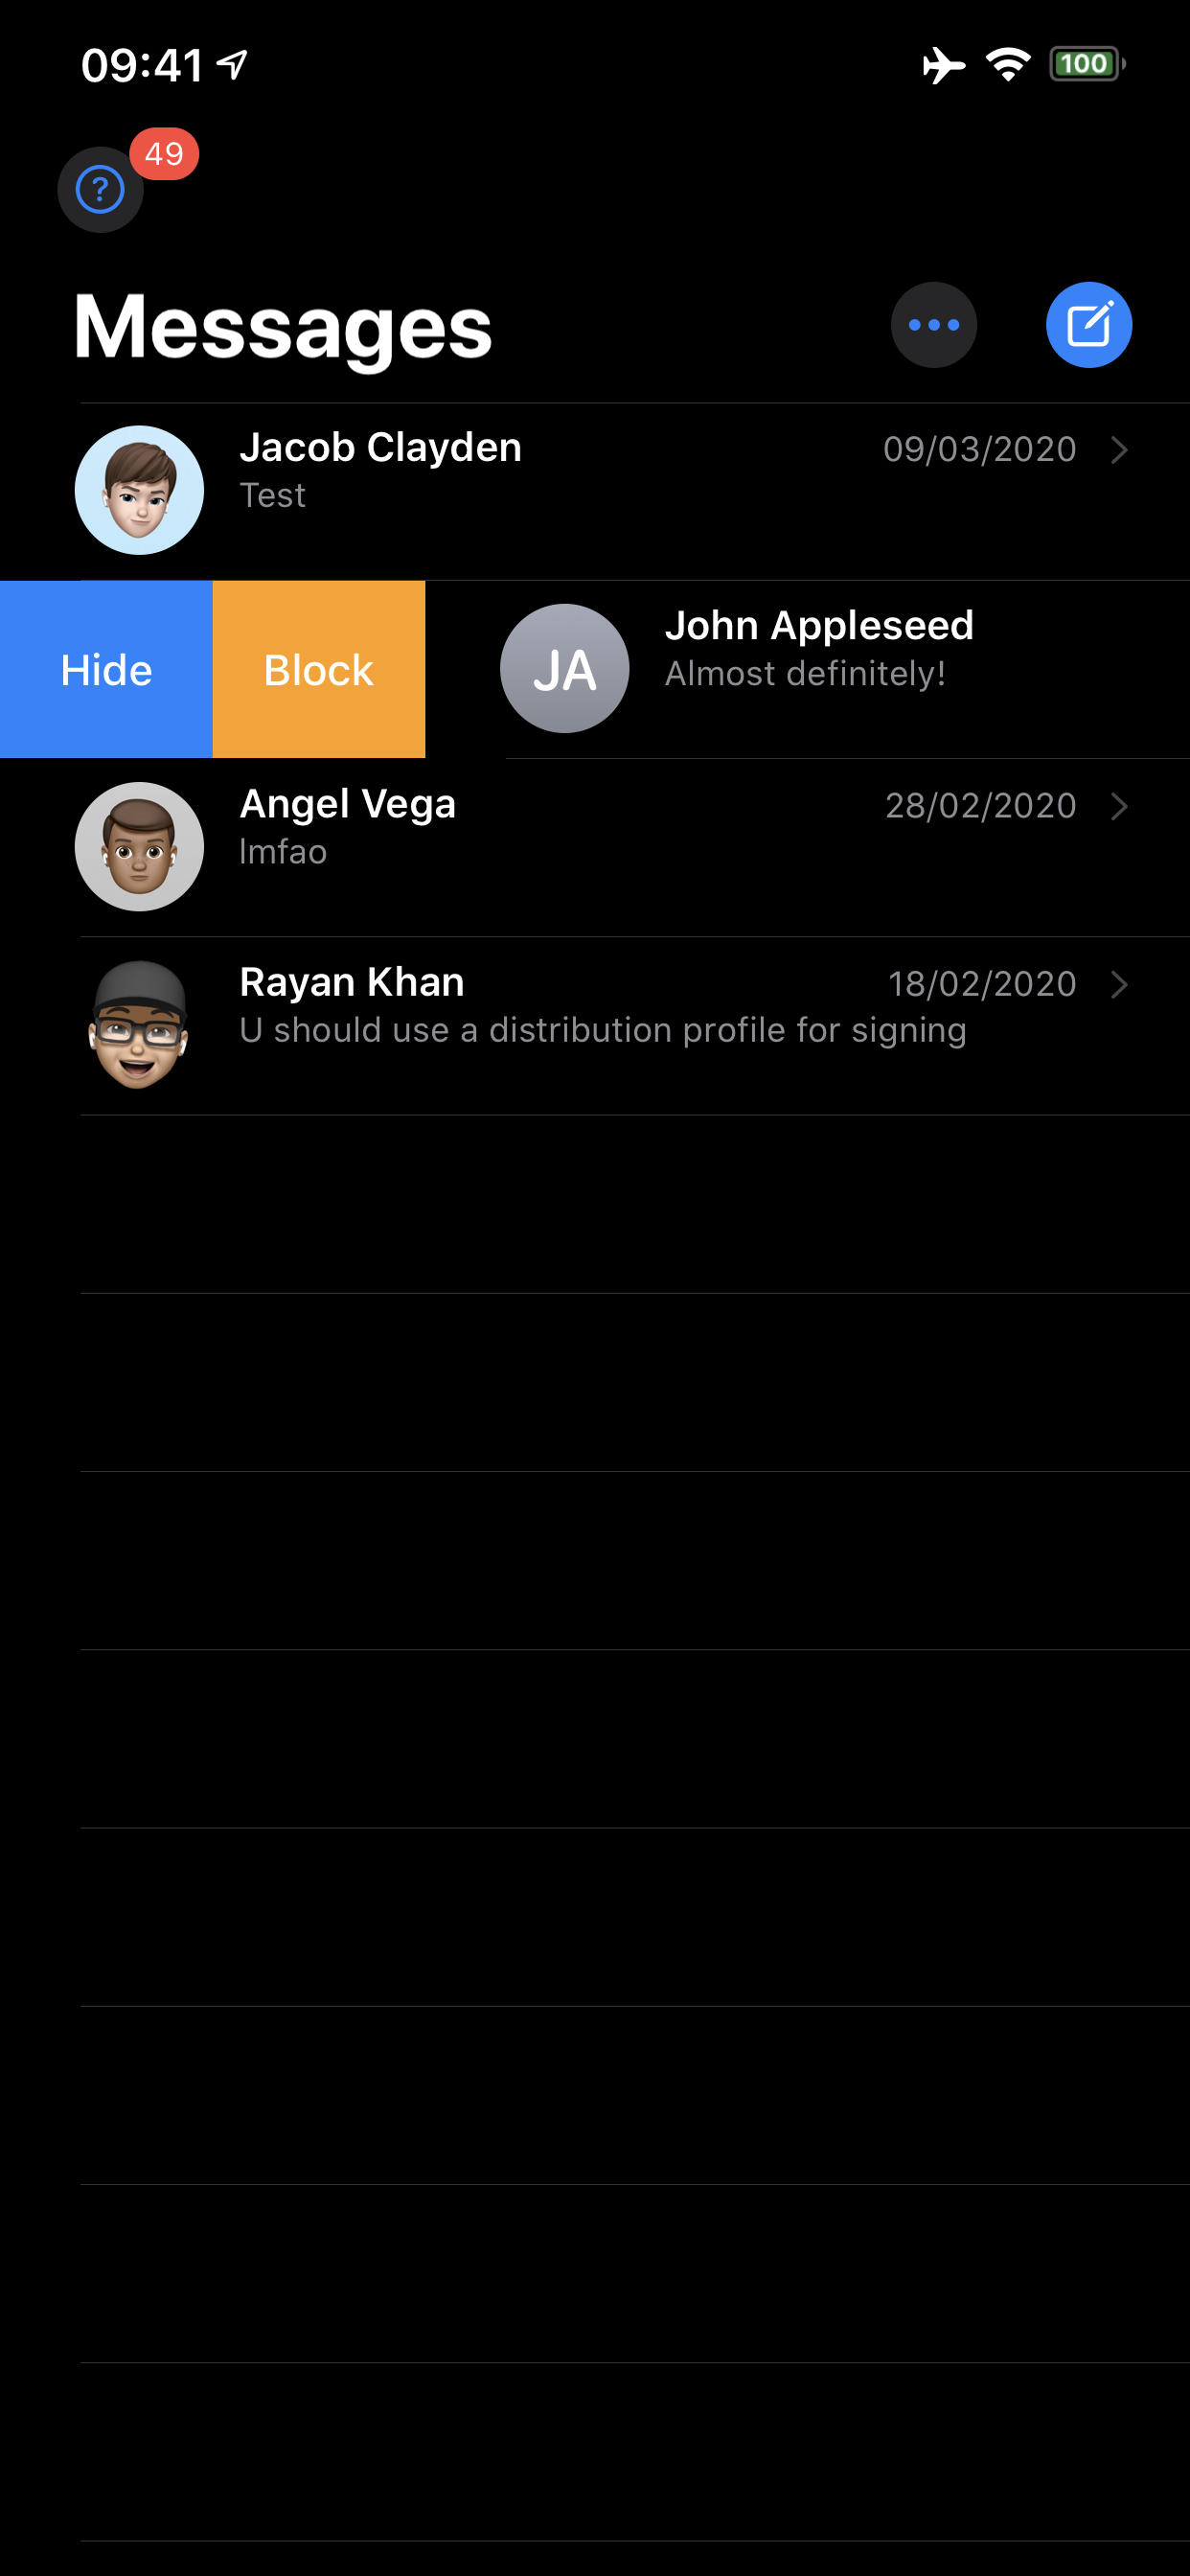 09:41
100
49
?
Messages
Jacob Clayden 09/03/2020
Test
Hide Block JA John Appleseed
Almost definitely!
Angel Vega 28/02/2020
lmfao
Rayan Khan 18/02/2020
U should use a distribution profile for signing